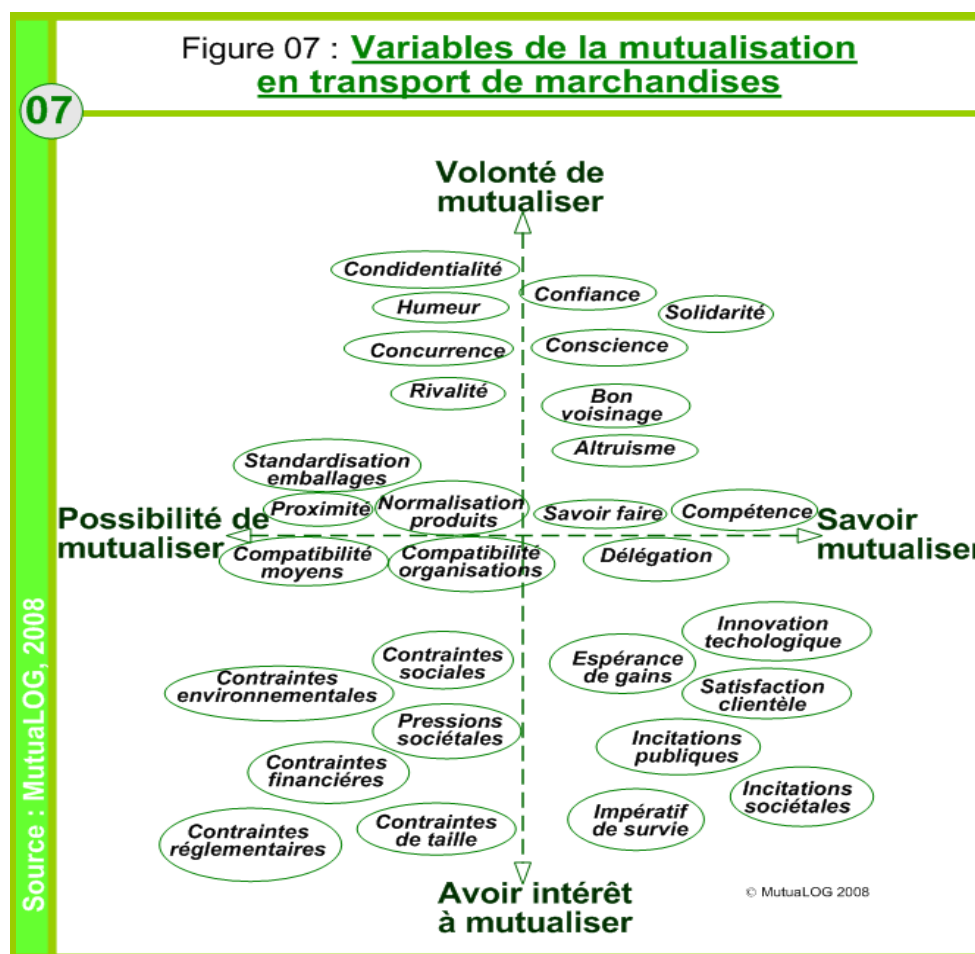 Figure 07 : Variables de la mutualisation
en transport de marchandises
07
Volonté de
mutualiser
Condidentialité
Confiance
Humeur
Solidarité
Concurrence
Conscience
Rivalité
Bon
voisinage
Altruisme
Standardisation
emballages
Proximité
Normalisation
produits
Savoir faire
Compétence
Possibilité de
mutualiser
Savoir
mutualiser
Compatibilité
moyens
Compatibilité
organisations
Délégation
Innovation
techologique
Contraintes
sociales
Espérance
de gains
Contraintes
environnementales
Satisfaction
clientèle
Pressions
sociétales
Incitations
publiques
Contraintes
financiéres
Incitations
sociétales
Impératif
de survie
Contraintes
réglementaires
Contraintes
de taille
Avoir intérêt
à mutualiser
© MutuaLOG 2008
Source : MutuaLOG, 2008